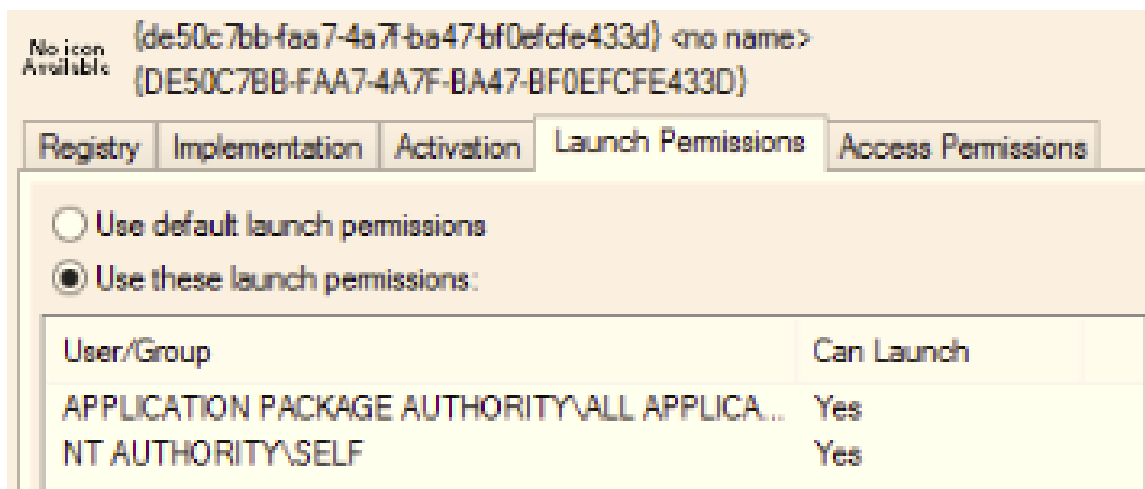 No icon
Available
{de50c7bb-faa7-4a7f-ba47-bf0efcfe433d} <no name>
{DE50C7BB-FAA7-4A7F-BA47-BF0EFCFE433D}
Registry
Implementation
Activation
Launch Permissions
Access Permissions
Use default launch permissions
Use these launch permissions:
User/Group Can Launch
APPLICATION PACKAGE AUTHORITY\ALL APPLICA... Yes
NT AUTHORITY\SELF Yes